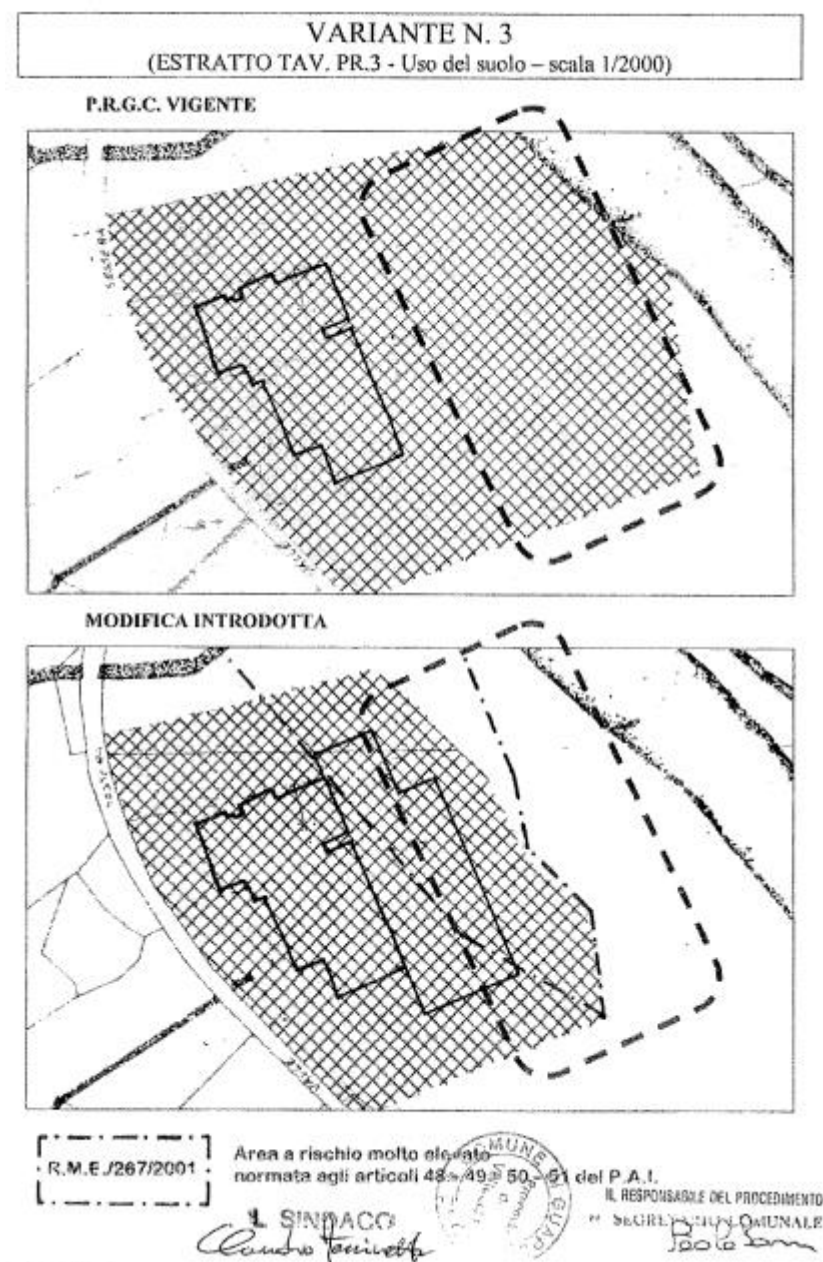 VARIANTE N. 3
(ESTRATTO TAV. PR.3 - Uso del suolo – scala 1/2000)
P.R.G.C. VIGENTE
MODIFICA INTRODOTTA
R.M.E./267/2001
Area a rischio molto elevato
normata agli articoli 48 - 49 - 50 - 51 del P.A.I.
IL RESPONSABILE DEL PROCEDIMENTO
IL SINDACO
SEGRETARIO COMUNALE
COMUNE